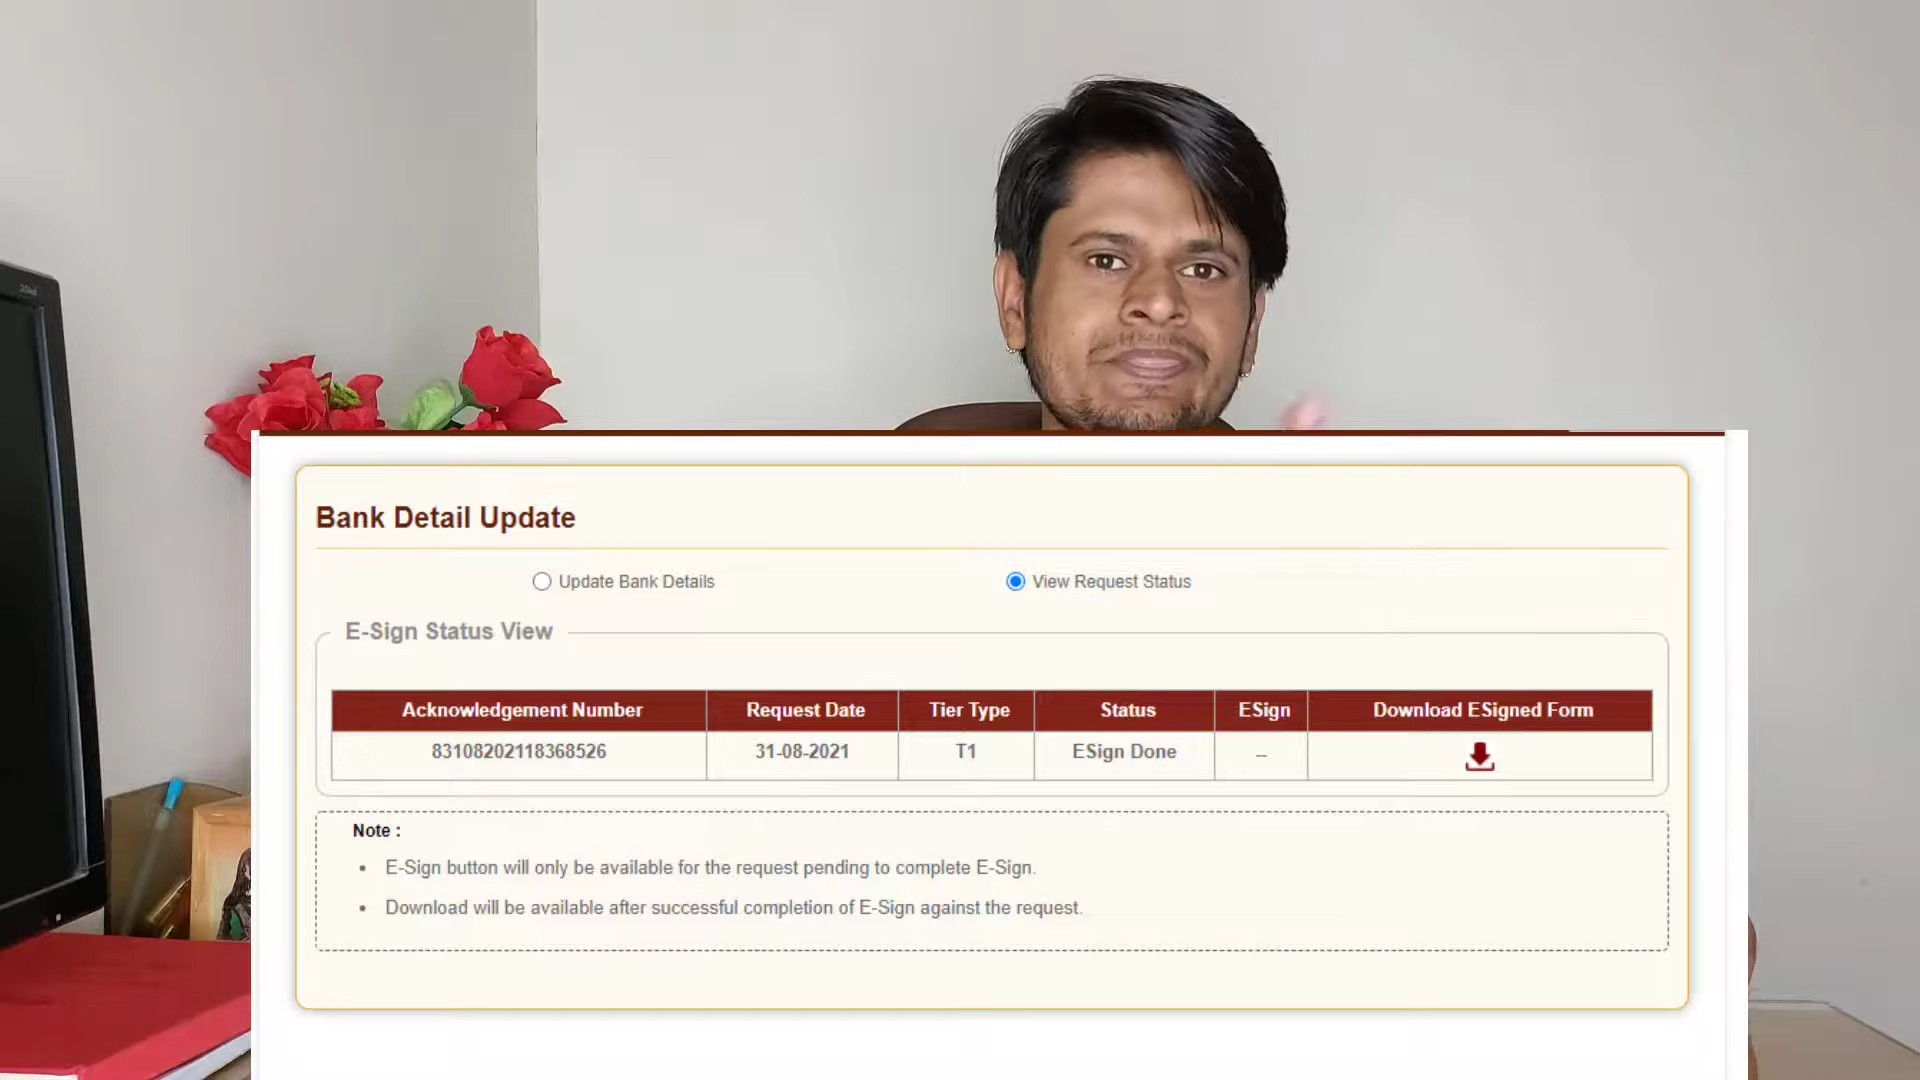 Bank Detail Update
Update Bank Details View Request Status
E-Sign Status View
Acknowledgement Number Request Date Tier Type Status ESign Download ESigned Form
83108202118368526 31-08-2021 T1 ESign Done --
Note :
• E-Sign button will only be available for the request pending to complete E-Sign.
• Download will be available after successful completion of E-Sign against the request.